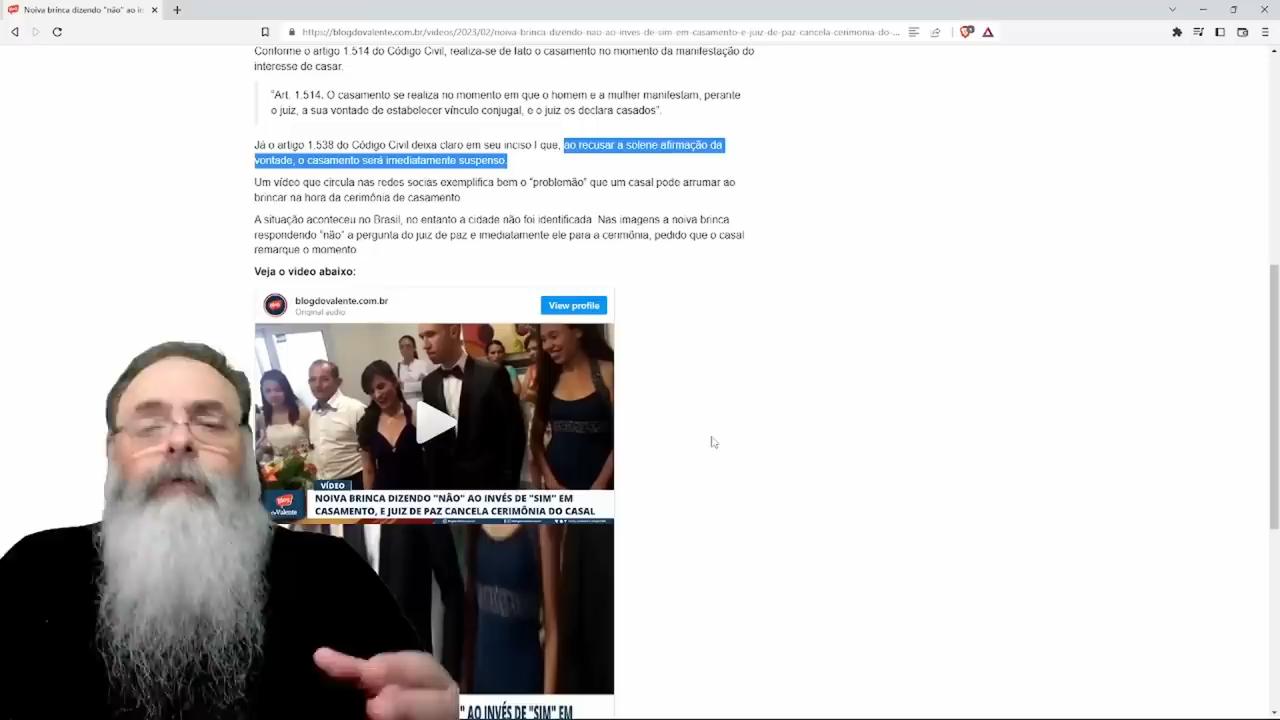 Noiva brinca dizendo "não" ao in
https://blogdovalente.com.br/videos/2023/02/noiva-brinca-dizendo-nao-ao-inves-de-sim-em-casamento-e-juiz-de-paz-cancela-cerimonia-do-...
Conforme o artigo 1.514 do Código Civil, realiza-se de fato o casamento no momento da manifestação do
interesse de casar.
"Art. 1.514. O casamento se realiza no momento em que o homem e a mulher manifestam, perante
o juiz, a sua vontade de estabelecer vínculo conjugal, e o juiz os declara casados".
Já o artigo 1.538 do Código Civil deixa claro em seu inciso I que, ao recusar a solene afirmação da
vontade, o casamento será imediatamente suspenso.
Um vídeo que circula nas redes socias exemplifica bem o "problemão" que um casal pode arrumar ao
brincar na hora da cerimônia de casamento
A situação aconteceu no Brasil, no entanto a cidade não foi identificada. Nas imagens a noiva brinca
respondendo "não" a pergunta do juiz de paz e imediatamente ele para a cerimônia, pedido que o casal
remarque o momento
Veja o video abaixo:
blogdovalente.com.br
Original audio
View profile
VÍDEO
NOIVA BRINCA DIZENDO "NÃO" AO INVÉS DE "SIM" EM
CASAMENTO, E JUIZ DE PAZ CANCELA CERIMÔNIA DO CASAL
" AO INVÉS DE "SIM" EM